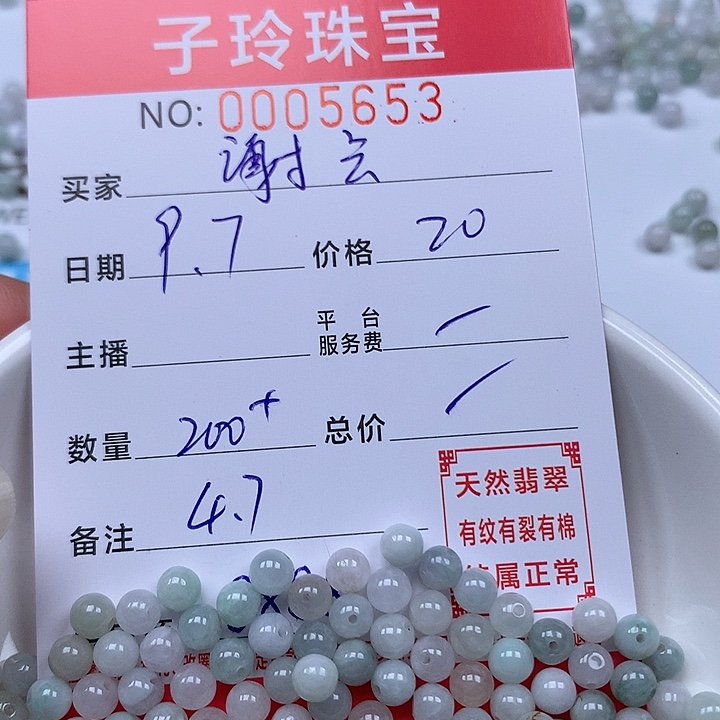 子玲珠宝
NO: 0005653
买家 谢云
日期 9.7 价格 20
主播 平台服务费 /
数量 200+ 总价 /
备注 4.7
天然翡翠
有纹有裂有棉
属正常